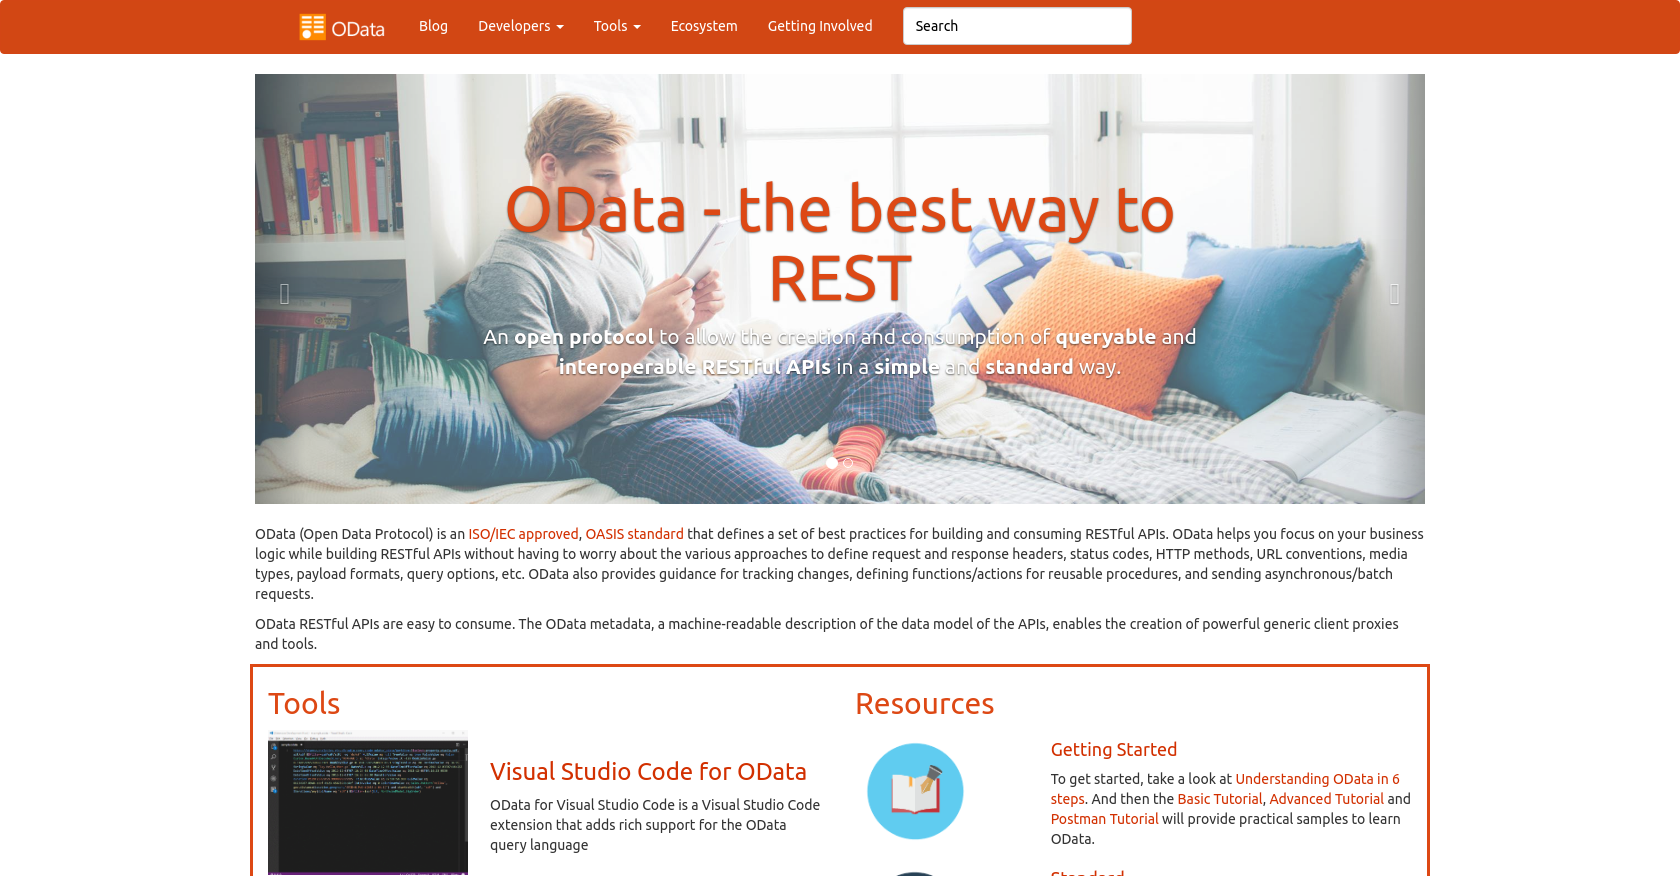 OData
Blog
Developers
Tools
Ecosystem
Getting Involved
Search
OData - the best way to
REST
An open protocol to allow the creation and consumption of queryable and
interoperable RESTful APIs in a simple and standard way.
OData (Open Data Protocol) is an ISO/IEC approved, OASIS standard that defines a set of best practices for building and consuming RESTful APIs. OData helps you focus on your business
logic while building RESTful APIs without having to worry about the various approaches to define request and response headers, status codes, HTTP methods, URL conventions, media
types, payload formats, query options, etc. OData also provides guidance for tracking changes, defining functions/actions for reusable procedures, and sending asynchronous/batch
requests.
OData RESTful APIs are easy to consume. The OData metadata, a machine-readable description of the data model of the APIs, enables the creation of powerful generic client proxies
and tools.
Tools
Visual Studio Code for OData
OData for Visual Studio Code is a Visual Studio Code
extension that adds rich support for the OData
query language
Resources
Getting Started
To get started, take a look at Understanding OData in 6
steps. And then the Basic Tutorial, Advanced Tutorial and
Postman Tutorial will provide practical samples to learn
OData.
Standard